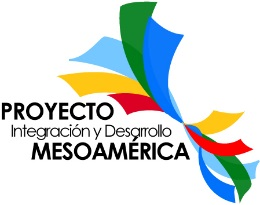 PROYECTO
Integración y Desarrollo
MESOAMÉRICA